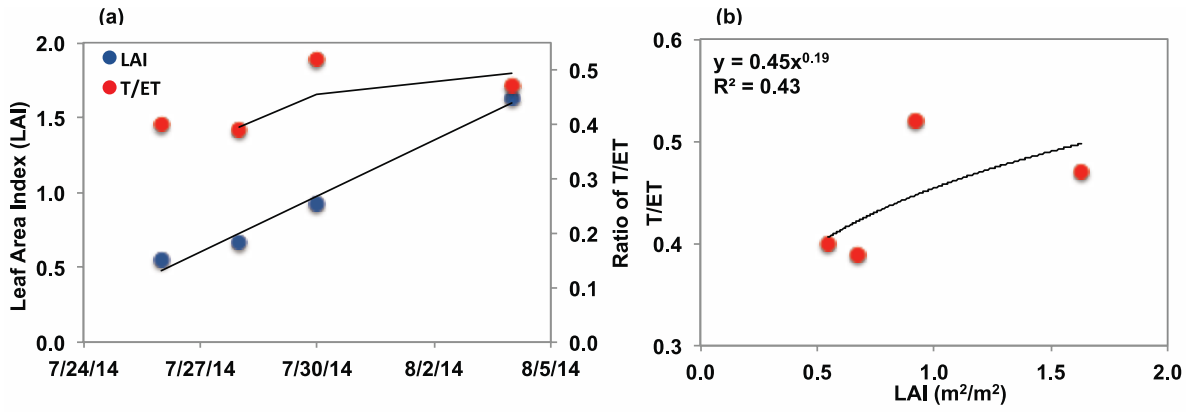 (a)
Leaf Area Index (LAI)
2.0
1.5
1.0
0.5
0.0
LAI
T/ET
0.5
0.4
0.3
0.2
0.1
0.0
Ratio of T/ET
7/24/14 7/27/14 7/30/14 8/2/14 8/5/14
(b)
T/ET
0.6
0.5
0.4
0.3
y = 0.45x^0.19
R² = 0.43
0.0 0.5 1.0 1.5 2.0
LAI (m²/m²)